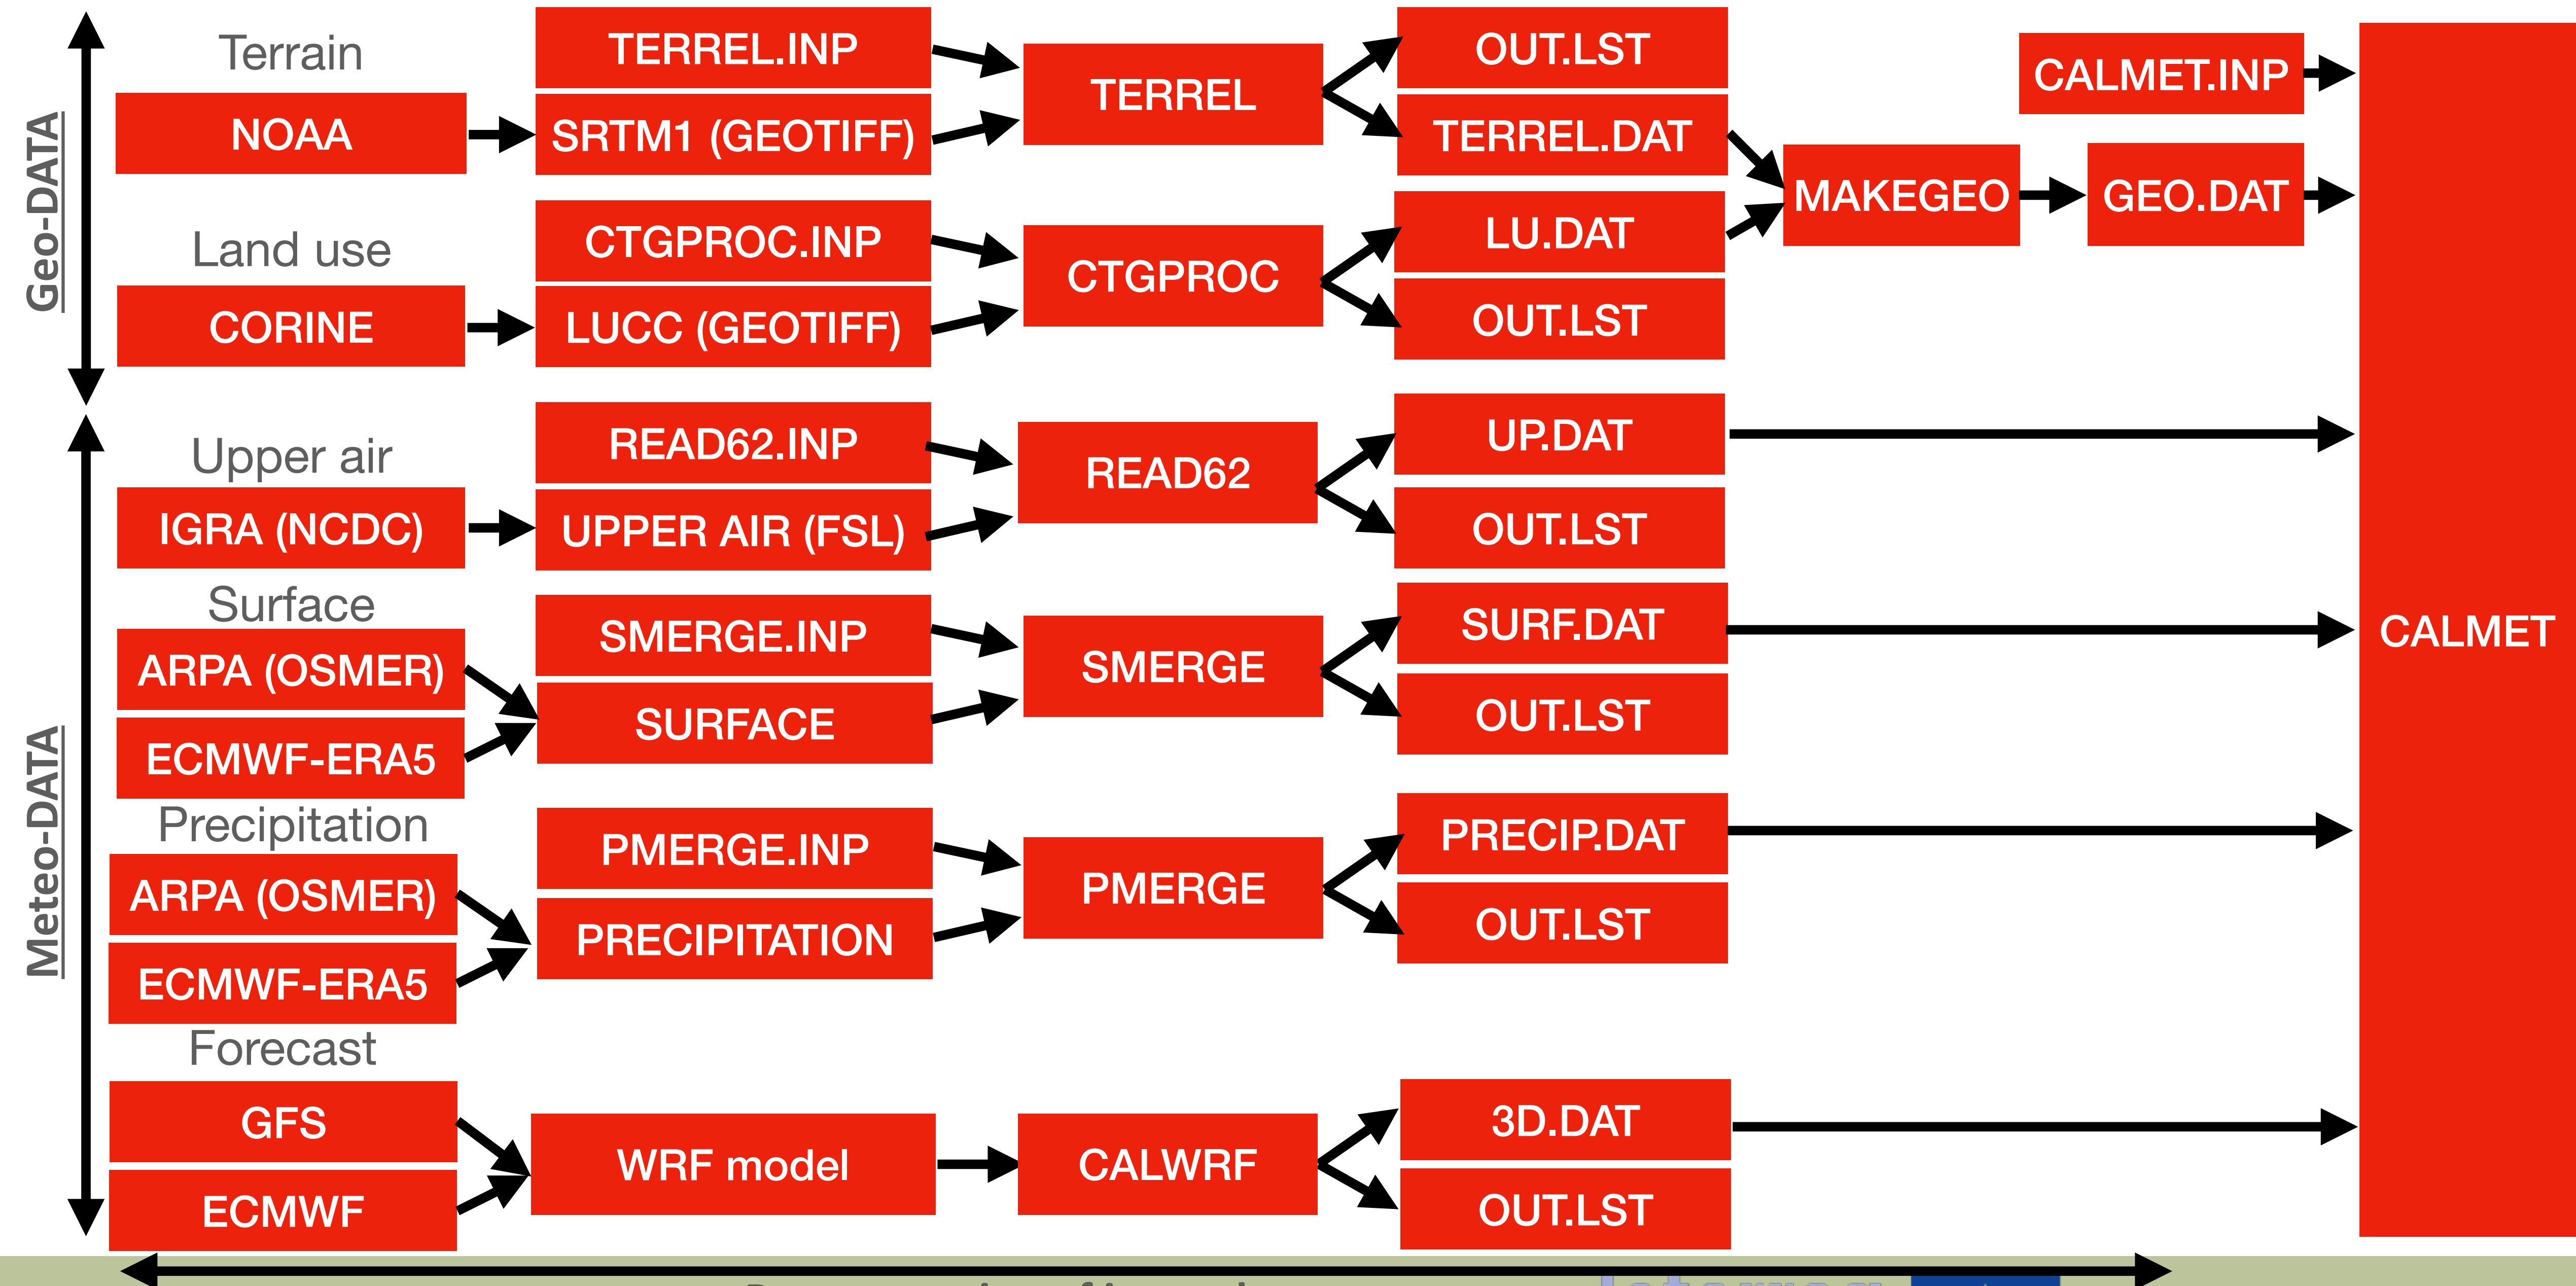 Geo-DATA
Terrain
NOAA
TERREL.INP
SRTM1 (GEOTIFF)
TERREL
OUT.LST
TERREL.DAT
Land use
CORINE
CTGPROC.INP
LUCC (GEOTIFF)
CTGPROC
LU.DAT
OUT.LST
MAKEGEO
GEO.DAT
CALMET.INP
CALMET
Meteo-DATA
Upper air
IGRA (NCDC)
READ62.INP
UPPER AIR (FSL)
READ62
UP.DAT
OUT.LST
Surface
ARPA (OSMER)
ECMWF-ERA5
SMERGE.INP
SURFACE
SMERGE
SURF.DAT
OUT.LST
Precipitation
ARPA (OSMER)
ECMWF-ERA5
PMERGE.INP
PRECIPITATION
PMERGE
PRECIP.DAT
OUT.LST
Forecast
GFS
ECMWF
WRF model
CALWRF
3D.DAT
OUT.LST